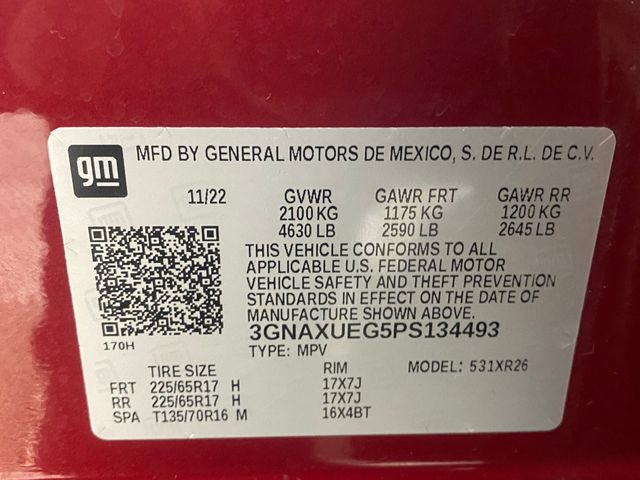 gm
MFD BY GENERAL MOTORS DE MEXICO, S. DE R.L. DE C.V.
11/22 GVWR GAWR FRT GAWR RR
2100 KG 1175 KG 1200 KG
4630 LB 2590 LB 2645 LB
THIS VEHICLE CONFORMS TO ALL
APPLICABLE U.S. FEDERAL MOTOR
VEHICLE SAFETY AND THEFT PREVENTION
STANDARDS IN EFFECT ON THE DATE OF
MANUFACTURE SHOWN ABOVE.
3GNAXUEG5PS134493
170H TYPE: MPV
TIRE SIZE RIM MODEL: 531XR26
FRT 225/65R17 H 17X7J
RR 225/65R17 H 17X7J
SPA T135/70R16 M 16X4BT